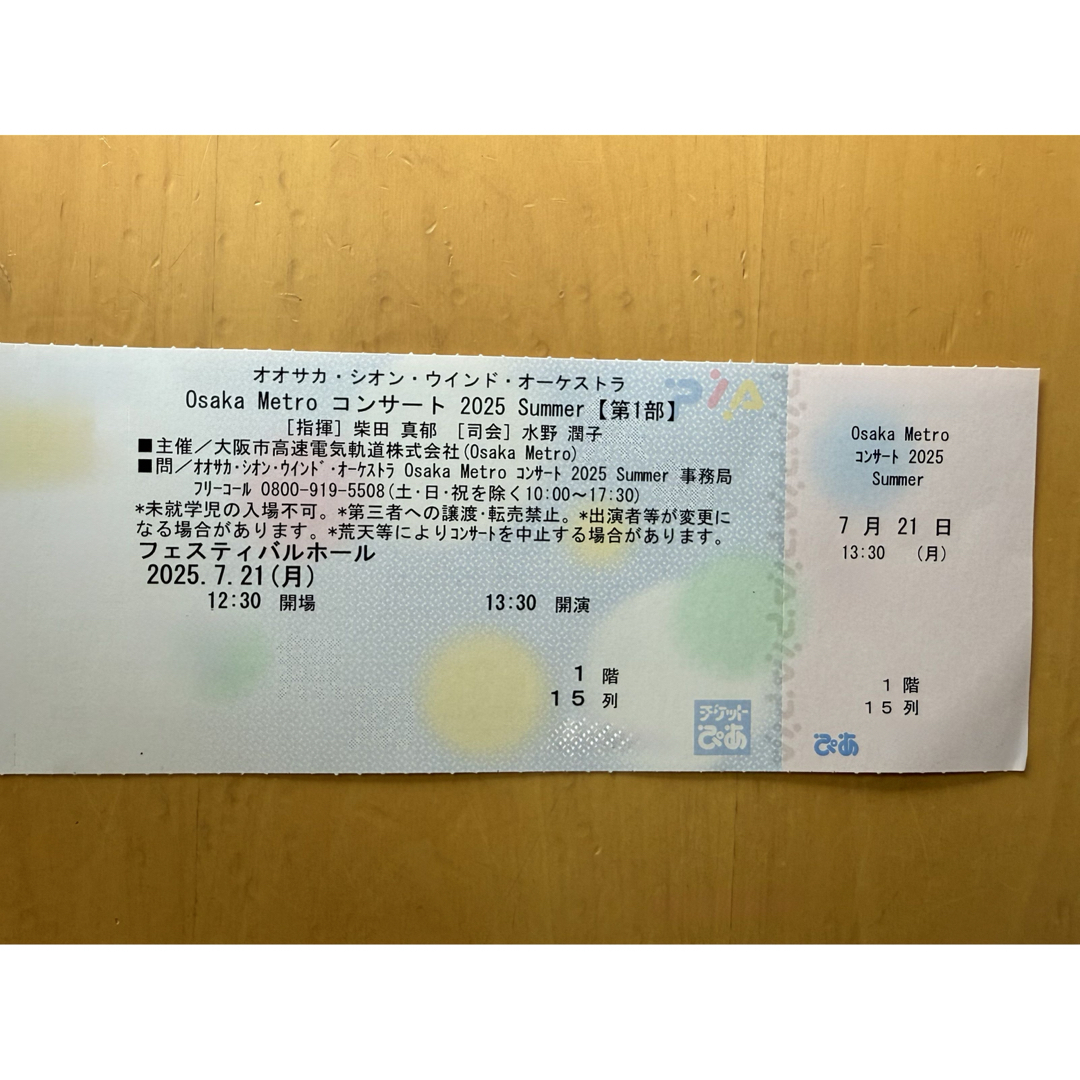 オオサカ・シオン・ウインド・オーケストラ
Osaka Metro コンサート 2025 Summer【第1部】
[指揮] 柴田 真郁 [司会] 水野 潤子
■主催／大阪市高速電気軌道株式会社(Osaka Metro)
■問／オオサカ・シオン・ウインド・オーケストラ Osaka Metro コンサート 2025 Summer 事務局
フリーコール 0800-919-5508(土・日・祝を除く10:00～17:30)
*未就学児の入場不可。*第三者への譲渡・転売禁止。*出演者等が変更に
なる場合があります。*荒天等によりコンサートを中止する場合があります。
フェスティバルホール
2025. 7. 21(月)
12:30 開場 13:30 開演
1 階
15 列
チケット
ぴあ
PIA
Osaka Metro
コンサート 2025
Summer
7 月 21 日
13:30 (月)
1 階
15 列
ぴあ